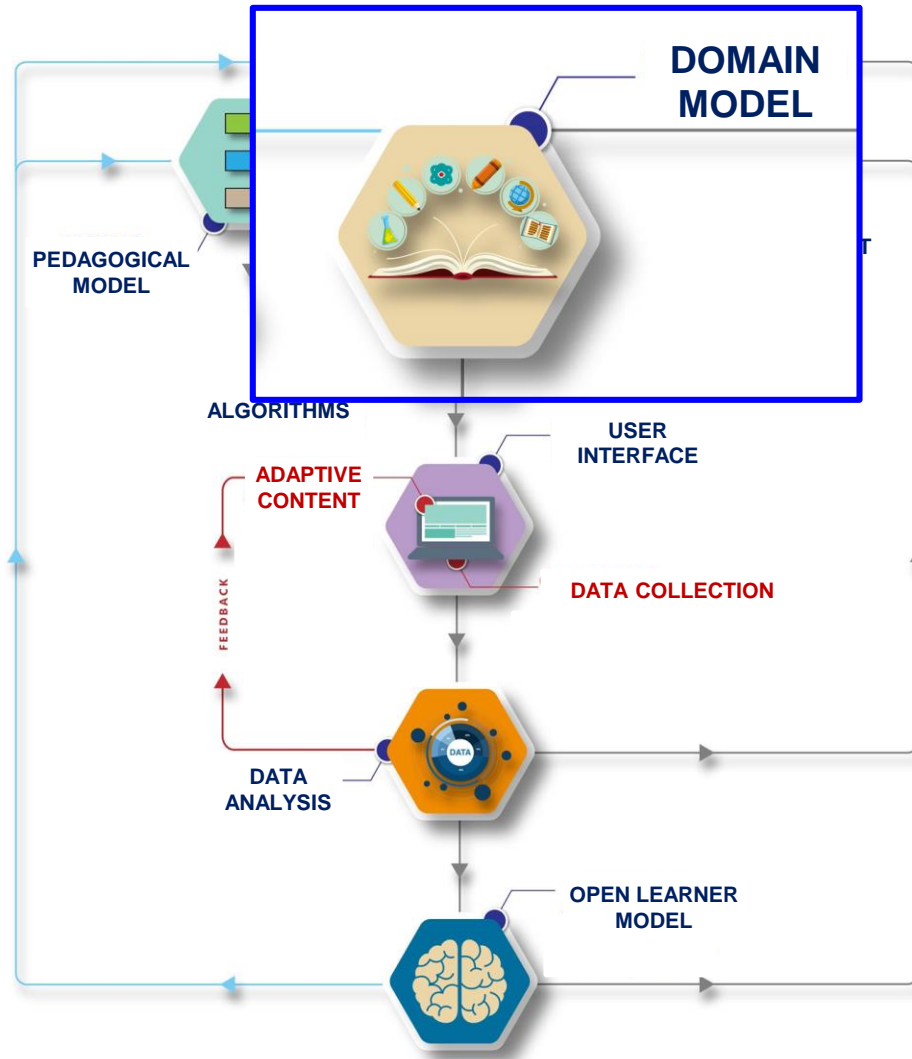 DOMAIN
MODEL
PEDAGOGICAL
MODEL
T
ALGORITHMS
USER
INTERFACE
ADAPTIVE
CONTENT
DATA COLLECTION
FEEDBACK
DATA
DATA
ANALYSIS
OPEN LEARNER
MODEL